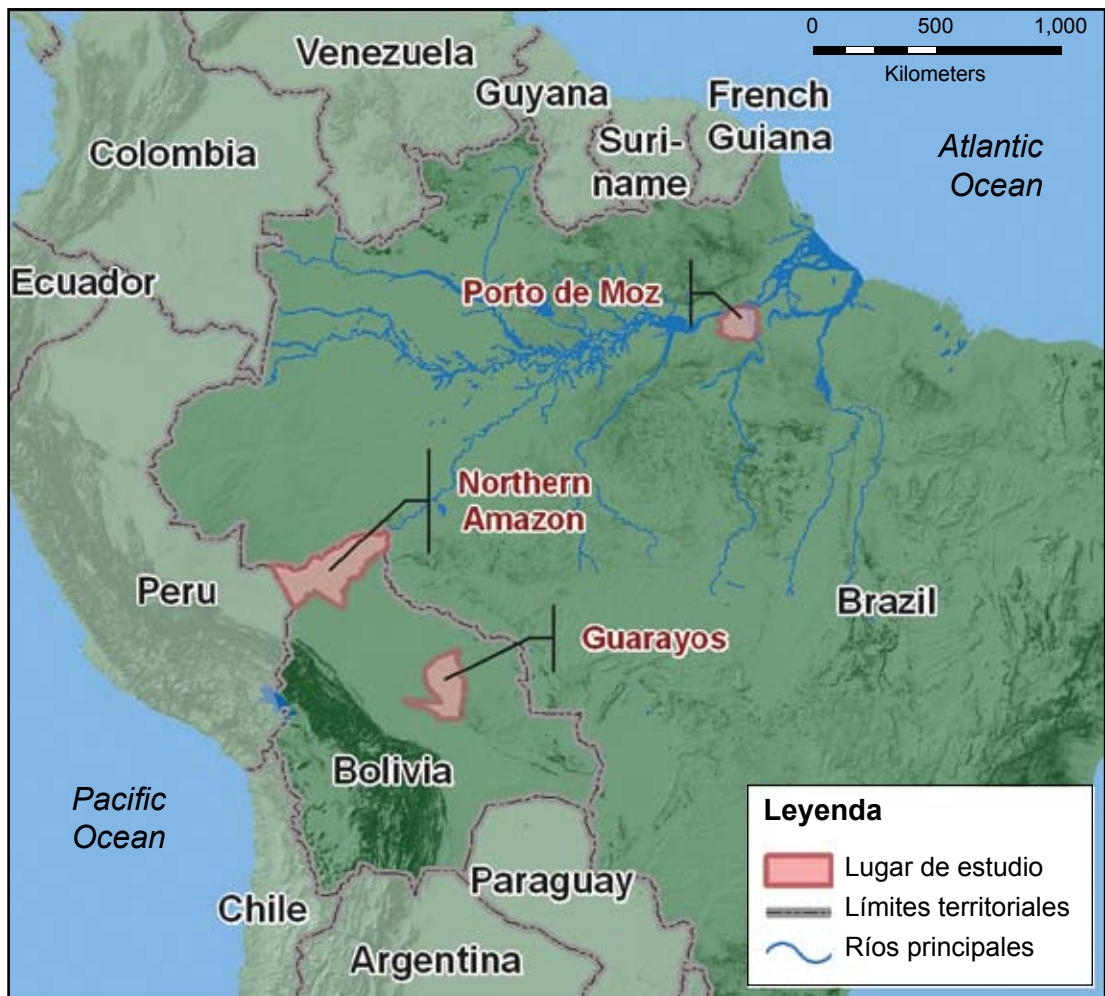 0 500 1,000
Kilometers
Venezuela
Guyana
French
Guiana
Suri-
name
Colombia
Atlantic
Ocean
Ecuador
Porto de Moz
Northern
Amazon
Peru
Brazil
Guarayos
Bolivia
Pacific
Ocean
Paraguay
Chile
Argentina
Leyenda
Lugar de estudio
Límites territoriales
Ríos principales